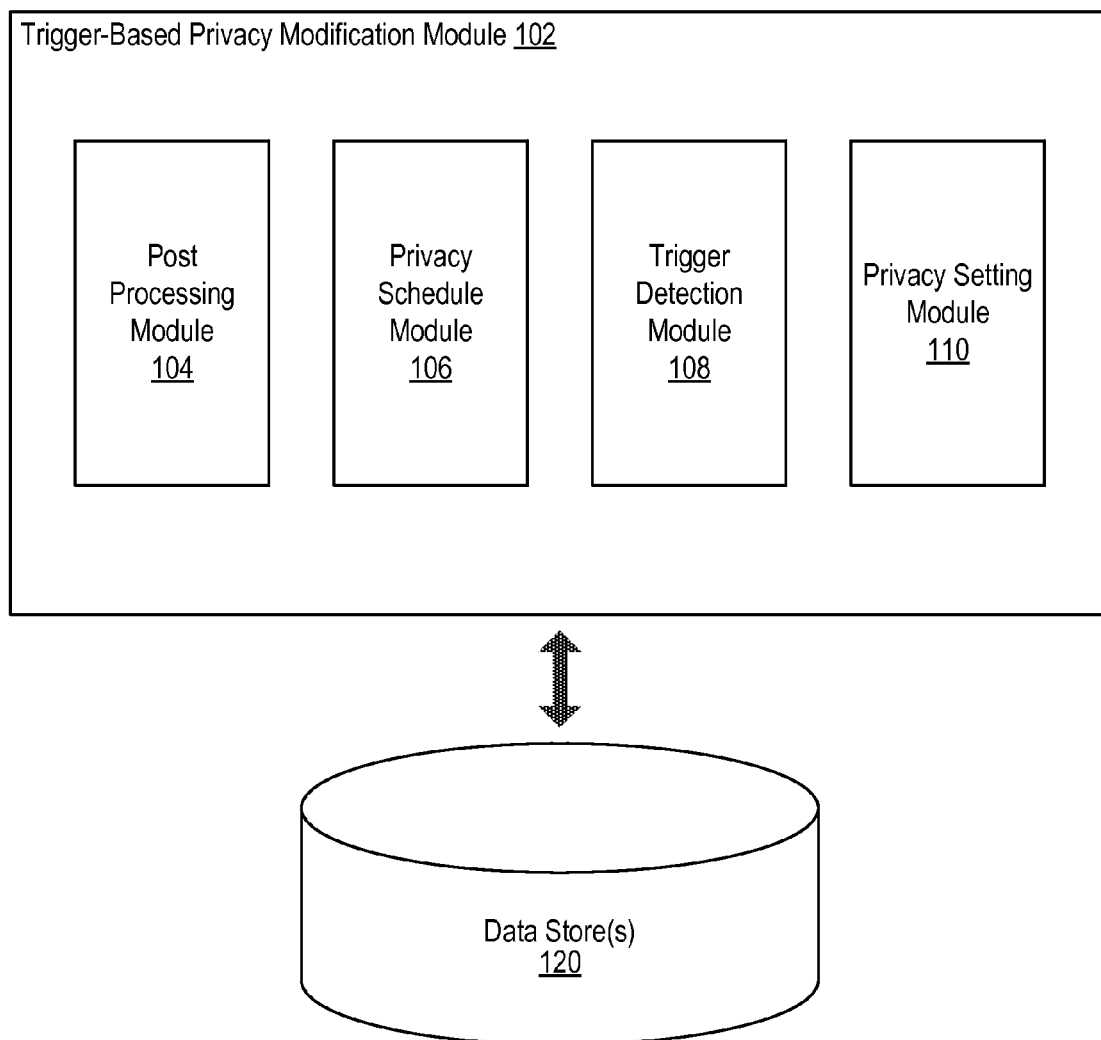 Trigger-Based Privacy Modification Module 102
Post
Processing
Module
104
Privacy
Schedule
Module
106
Trigger
Detection
Module
108
Privacy Setting
Module
110
Data Store(s)
120